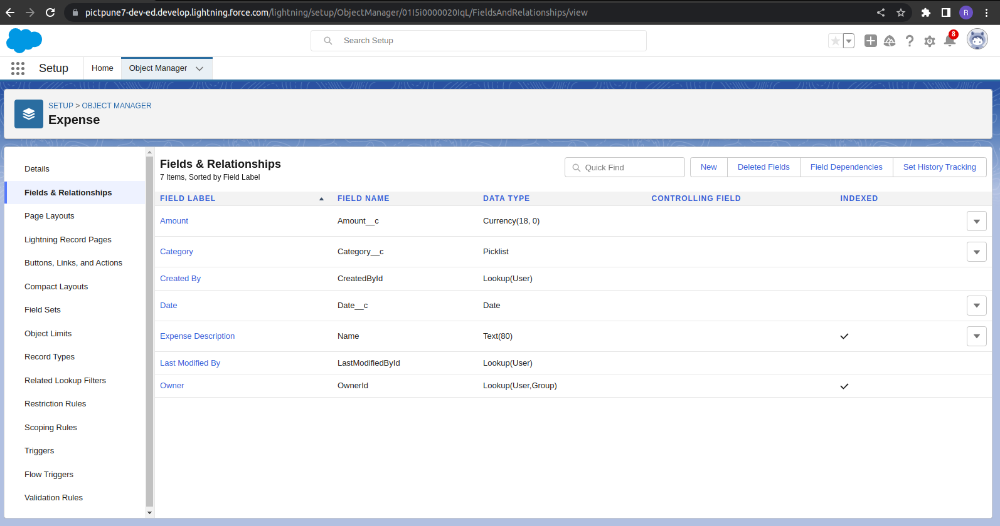 pictpune7-dev-ed.develop.lightning.force.com/lightning/setup/ObjectManager/01I5i0000020IqL/FieldsAndRelationships/view
R
Search Setup
8
Setup
Home
Object Manager
SETUP > OBJECT MANAGER
Expense
Details
Fields & Relationships
Page Layouts
Lightning Record Pages
Buttons, Links, and Actions
Compact Layouts
Field Sets
Object Limits
Record Types
Related Lookup Filters
Restriction Rules
Scoping Rules
Triggers
Flow Triggers
Validation Rules
Fields & Relationships
7 Items, Sorted by Field Label
Quick Find
New
Deleted Fields
Field Dependencies
Set History Tracking
FIELD LABEL FIELD NAME DATA TYPE CONTROLLING FIELD INDEXED
Amount Amount__c Currency(18, 0)
Category Category__c Picklist
Created By CreatedById Lookup(User)
Date Date__c Date
Expense Description Name Text(80)
Last Modified By LastModifiedById Lookup(User)
Owner OwnerId Lookup(User,Group)